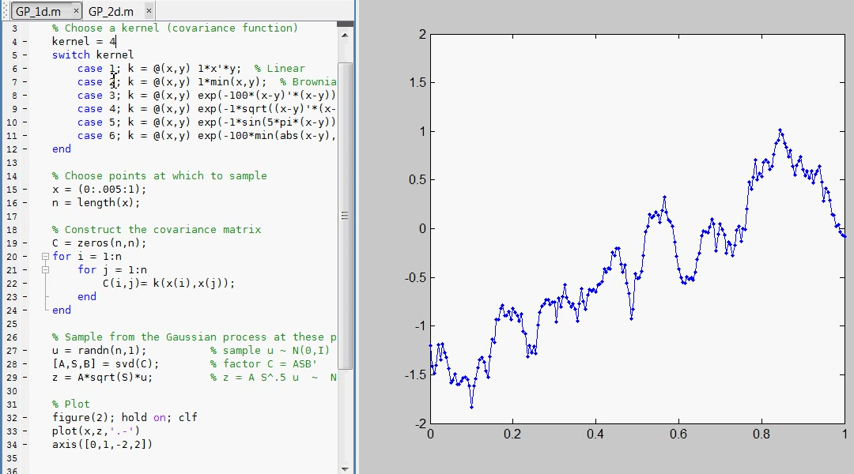 GP_1d.m × GP_2d.m ×
3 % Choose a kernel (covariance function)
4 - kernel = 4
5 - switch kernel
6 - case 1; k = @(x,y) 1*x'*y; % Linear
7 - case 2; k = @(x,y) 1*min(x,y); % Brownia
8 - case 3; k = @(x,y) exp(-100*(x-y)'*(x-y))
9 - case 4; k = @(x,y) exp(-1*sqrt((x-y)'*(x-
10 - case 5; k = @(x,y) exp(-1*sin(5*pi*(x-y))
11 - case 6; k = @(x,y) exp(-100*min(abs(x-y),
12 - end
13
14 % Choose points at which to sample
15 - x = (0:.005:1);
16 - n = length(x);
17
18 % Construct the covariance matrix
19 - C = zeros(n,n);
20 - for i = 1:n
21 - for j = 1:n
22 - C(i,j)= k(x(i),x(j));
23 - end
24 - end
25
26 % Sample from the Gaussian process at these p
27 - u = randn(n,1); % sample u ~ N(0,I)
28 - [A,S,B] = svd(C); % factor C = ASB'
29 - z = A*sqrt(S)*u; % z = A S^.5 u ~ N
30
31 % Plot
32 - figure(2); hold on; clf
33 - plot(x,z,'.-')
34 - axis([0,1,-2,2])
35
36
2
1.5
1
0.5
0
-0.5
-1
-1.5
-2
0 0.2 0.4 0.6 0.8 1